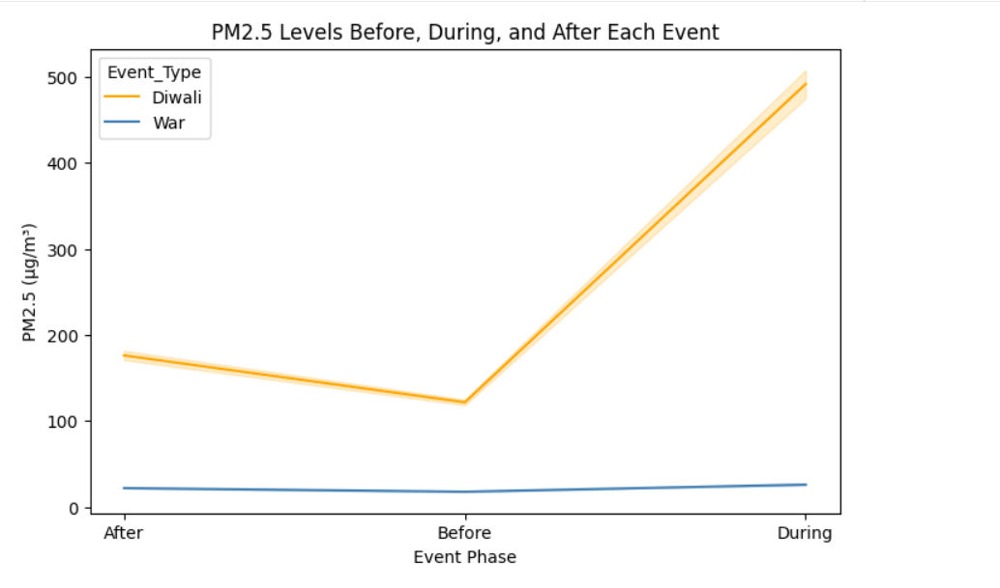 PM2.5 Levels Before, During, and After Each Event
Event_Type
Diwali
War
500
400
300
200
100
0
PM2.5 (µg/m³)
After
Before
During
Event Phase